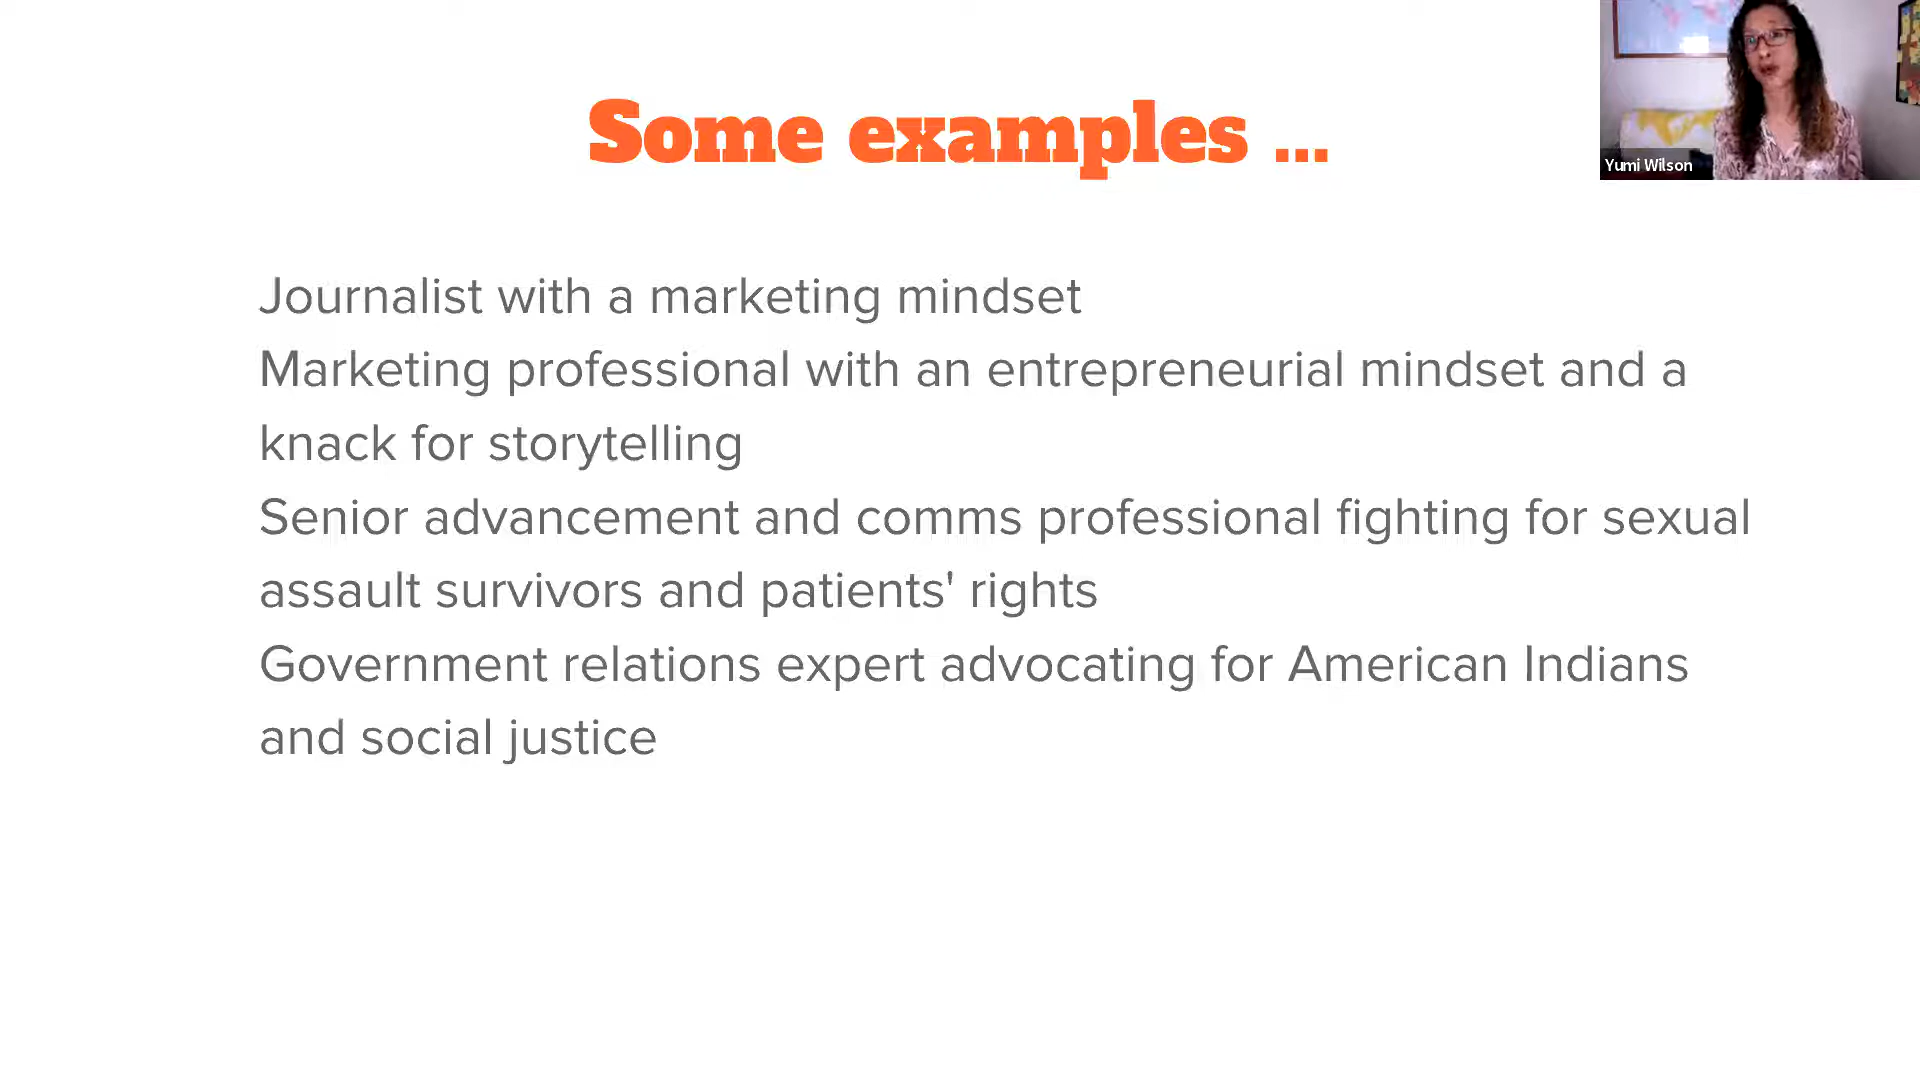 Some examples ...
Yumi Wilson
Journalist with a marketing mindset
Marketing professional with an entrepreneurial mindset and a
knack for storytelling
Senior advancement and comms professional fighting for sexual
assault survivors and patients' rights
Government relations expert advocating for American Indians
and social justice